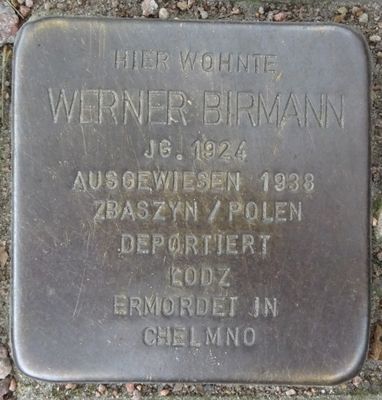 HIER WOHNTE
WERNER BIRMANN
JG. 1924
AUSGEWIESEN 1938
ZBASZYN / POLEN
DEPORTIERT
LODZ
ERMORDET IN
CHELMNO